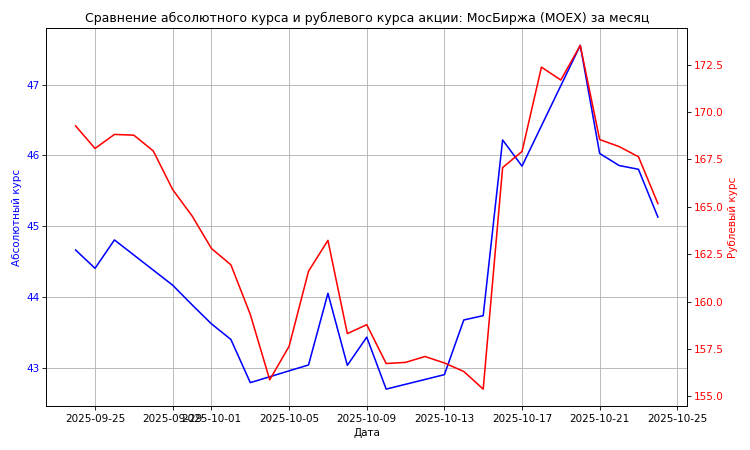 Сравнение абсолютного курса и рублевого курса акции: МосБиржа (MOEX) за месяц
Абсолютный курс
47
46
45
44
43
172.5
170.0
167.5
165.0
162.5
160.0
157.5
155.0
Рублевый курс
2025-09-25 2025-09-29 2025-10-01 2025-10-05 2025-10-09 2025-10-13 2025-10-17 2025-10-21 2025-10-25
Дата